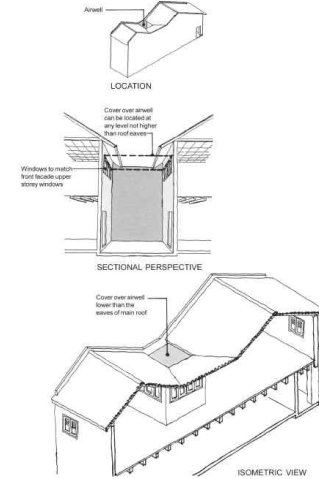 Airwell
LOCATION
Cover over airwell
can be located at
any level not higher
than roof eaves
Windows to match
front facade upper
storey windows
SECTIONAL PERSPECTIVE
Cover over airwell
lower than the
eaves of main roof
ISOMETRIC VIEW